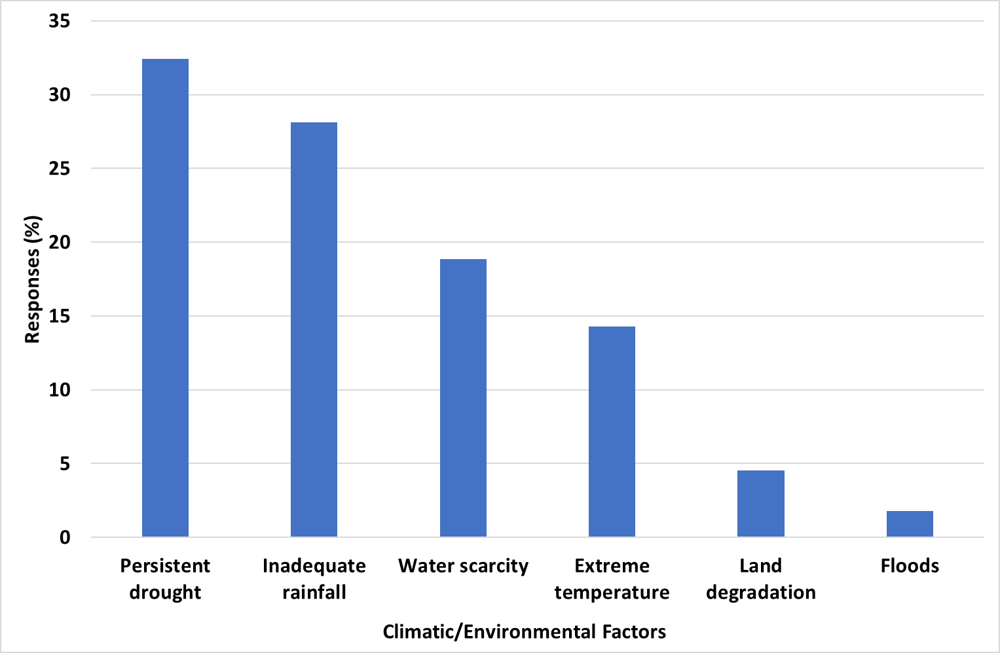 35
30
25
20
15
10
5
0
Responses (%)
Persistent drought
Inadequate rainfall
Water scarcity
Extreme temperature
Land degradation
Floods
Climatic/Environmental Factors